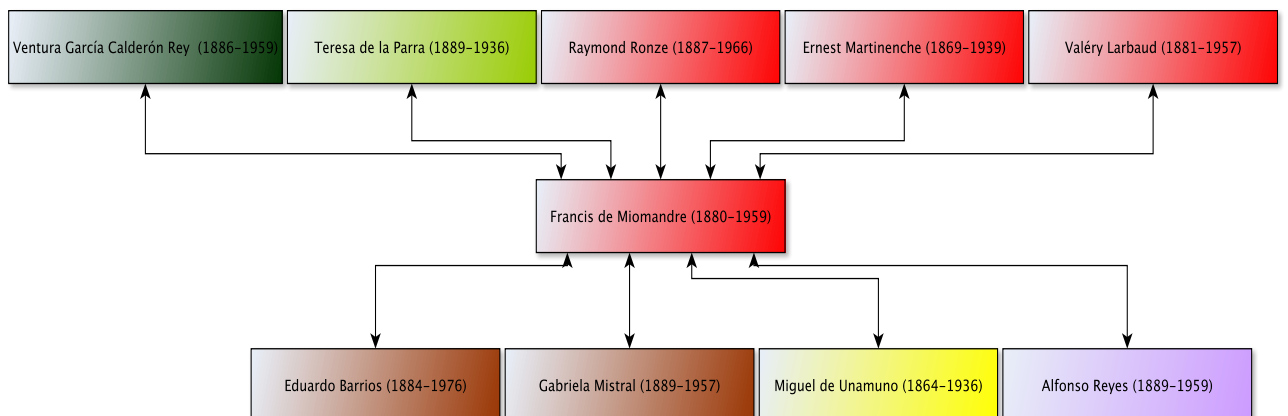 Ventura García Calderón Rey (1886-1959)
Teresa de la Parra (1889-1936)
Raymond Ronze (1887-1966)
Ernest Martinenche (1869-1939)
Valéry Larbaud (1881-1957)
Francis de Miomandre (1880-1959)
Eduardo Barrios (1884-1976)
Gabriela Mistral (1889-1957)
Miguel de Unamuno (1864-1936)
Alfonso Reyes (1889-1959)